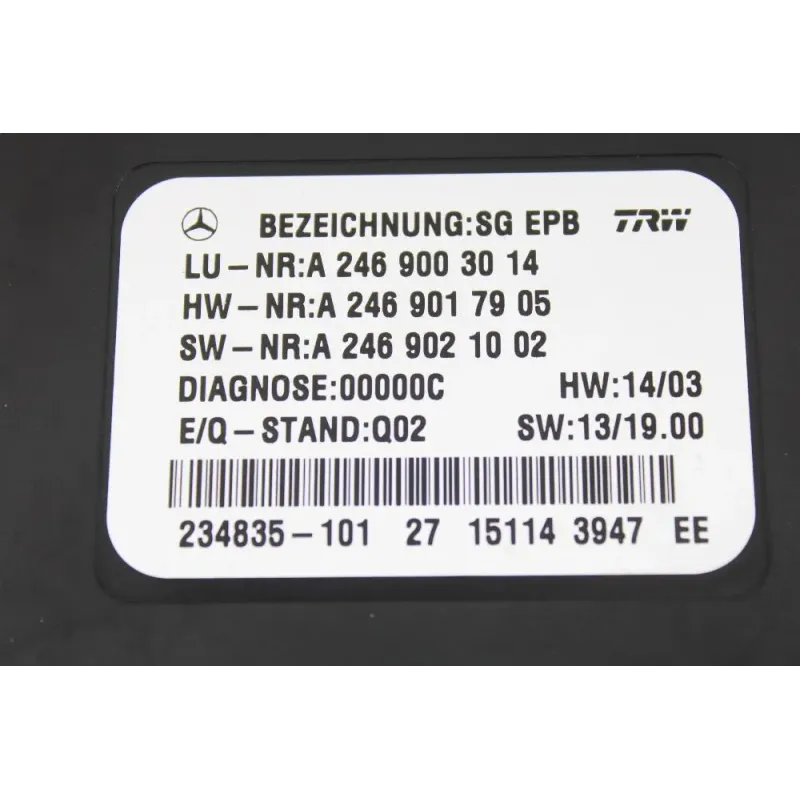 BEZEICHNUNG:SG EPB TRW
LU-NR:A 246 900 30 14
HW-NR:A 246 901 79 05
SW-NR:A 246 902 10 02
DIAGNOSE:00000C HW:14/03
E/Q-STAND:Q02 SW:13/19.00
234835-101 27 15114 3947 EE